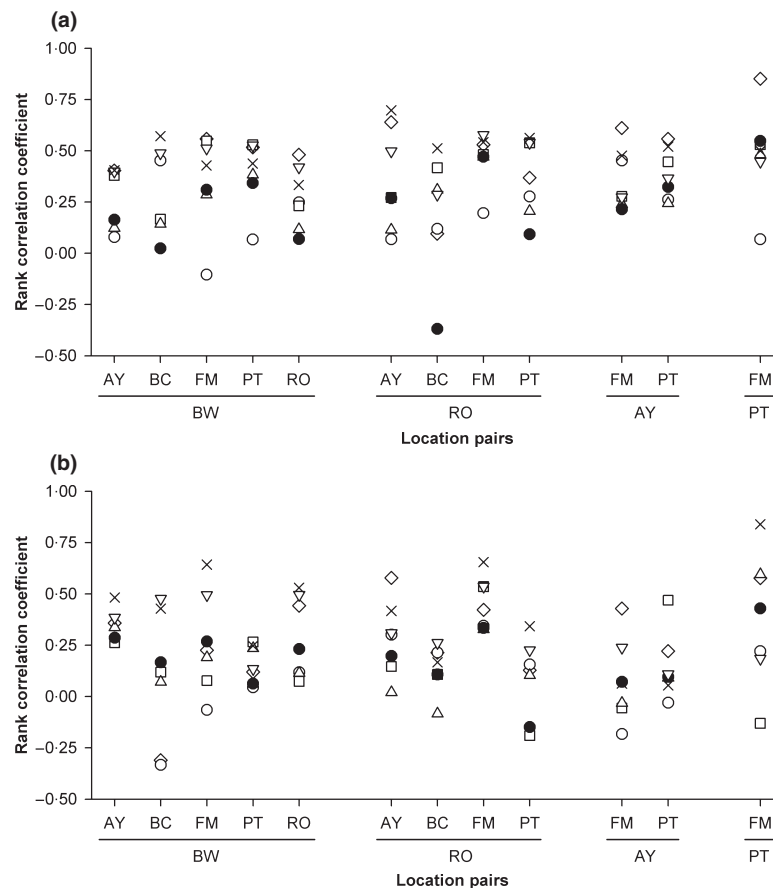 (a)
1·00
0·75
0·50
0·25
0·00
–0·25
–0·50
Rank correlation coefficient
AY BC FM PT RO AY BC FM PT FM PT FM
BW RO AY PT
Location pairs
(b)
1·00
0·75
0·50
0·25
0·00
–0·25
–0·50
Rank correlation coefficient
AY BC FM PT RO AY BC FM PT FM PT FM
BW RO AY PT
Location pairs